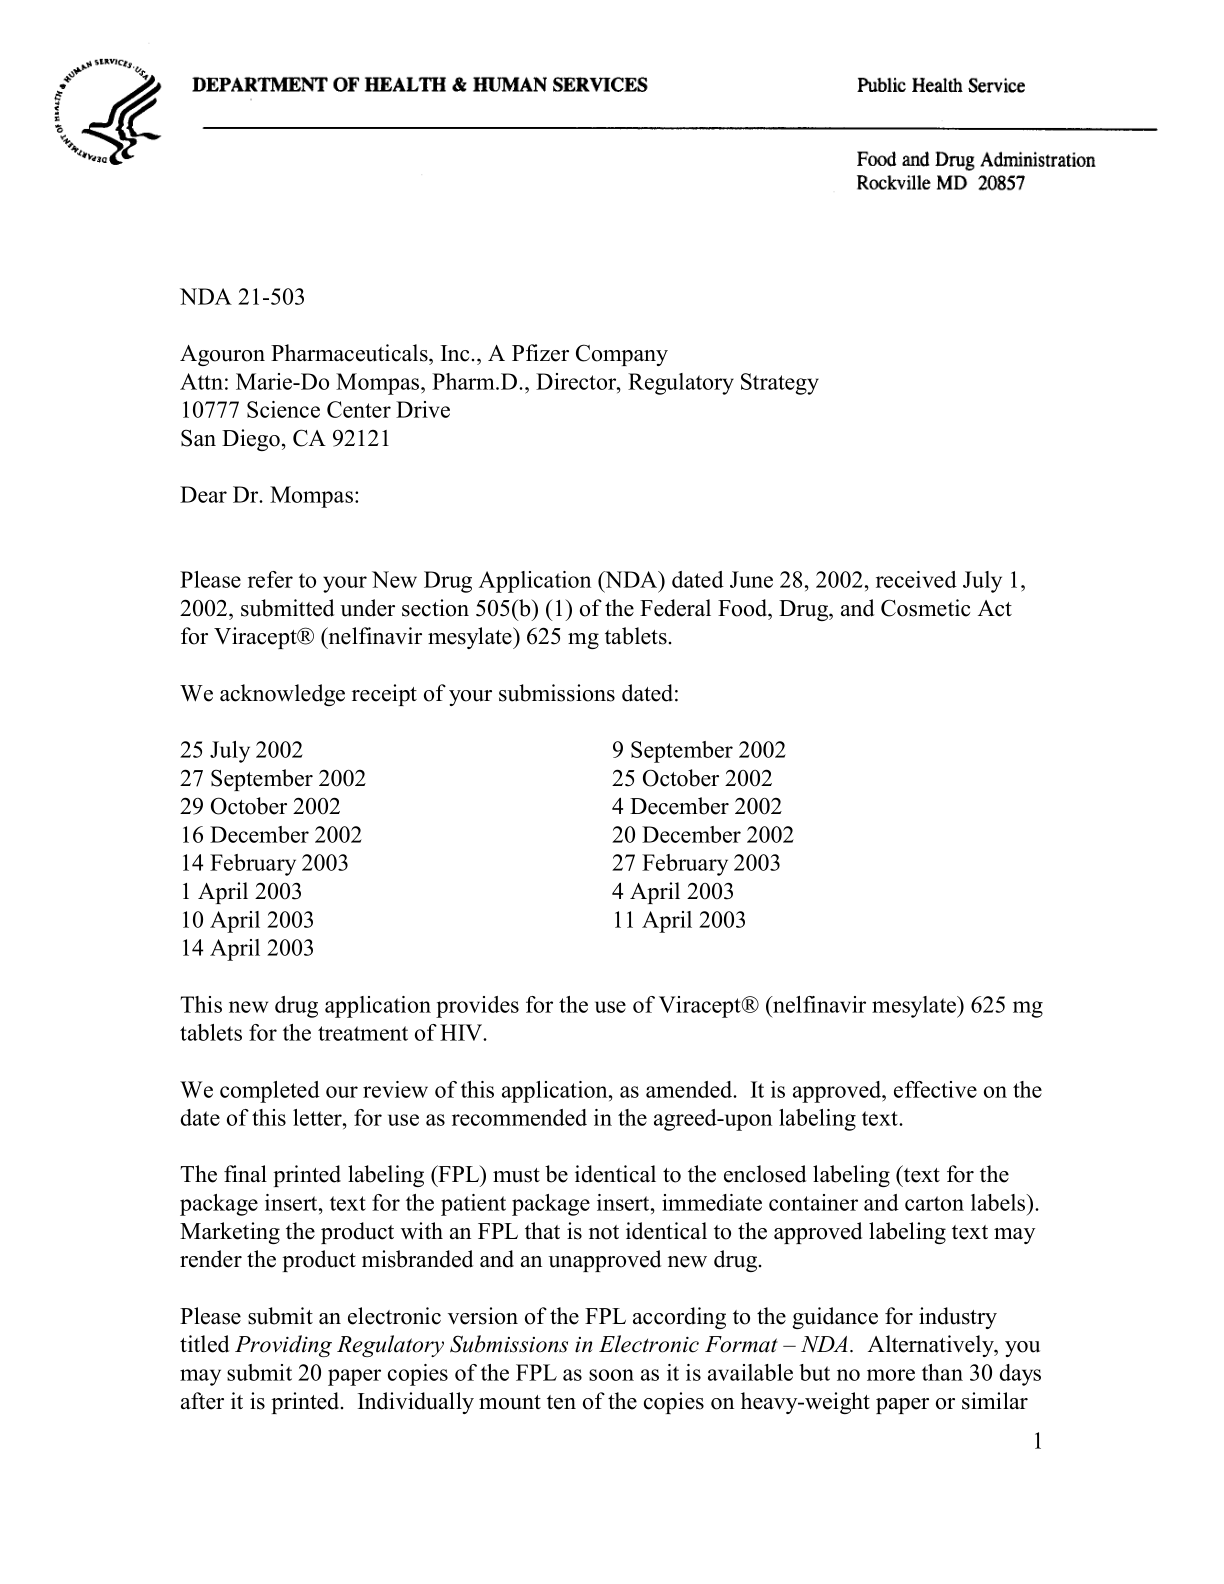 DEPARTMENT OF HEALTH & HUMAN SERVICES
Public Health Service
DEPARTMENT OF HEALTH & HUMAN SERVICES·USA
Food and Drug Administration
Rockville MD 20857
NDA 21-503
Agouron Pharmaceuticals, Inc., A Pfizer Company
Attn: Marie-Do Mompas, Pharm.D., Director, Regulatory Strategy
10777 Science Center Drive
San Diego, CA 92121
Dear Dr. Mompas:
Please refer to your New Drug Application (NDA) dated June 28, 2002, received July 1,
2002, submitted under section 505(b) (1) of the Federal Food, Drug, and Cosmetic Act
for Viracept® (nelfinavir mesylate) 625 mg tablets.
We acknowledge receipt of your submissions dated:
25 July 2002 9 September 2002
27 September 2002 25 October 2002
29 October 2002 4 December 2002
16 December 2002 20 December 2002
14 February 2003 27 February 2003
1 April 2003 4 April 2003
10 April 2003 11 April 2003
14 April 2003
This new drug application provides for the use of Viracept® (nelfinavir mesylate) 625 mg
tablets for the treatment of HIV.
We completed our review of this application, as amended.  It is approved, effective on the
date of this letter, for use as recommended in the agreed-upon labeling text.
The final printed labeling (FPL) must be identical to the enclosed labeling (text for the
package insert, text for the patient package insert, immediate container and carton labels).
Marketing the product with an FPL that is not identical to the approved labeling text may
render the product misbranded and an unapproved new drug.
Please submit an electronic version of the FPL according to the guidance for industry
titled Providing Regulatory Submissions in Electronic Format – NDA.  Alternatively, you
may submit 20 paper copies of the FPL as soon as it is available but no more than 30 days
after it is printed.  Individually mount ten of the copies on heavy-weight paper or similar
1